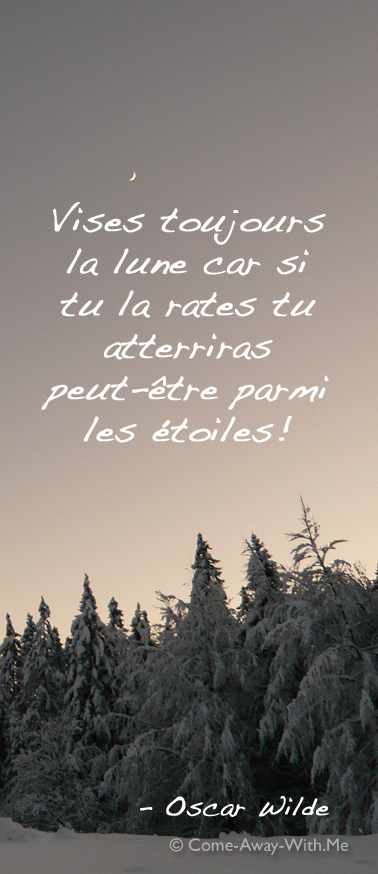 Vises toujours
la lune car si
tu la rates tu
atterriras
peut-être parmi
les étoiles!
- Oscar Wilde
© Come-Away-With.Me